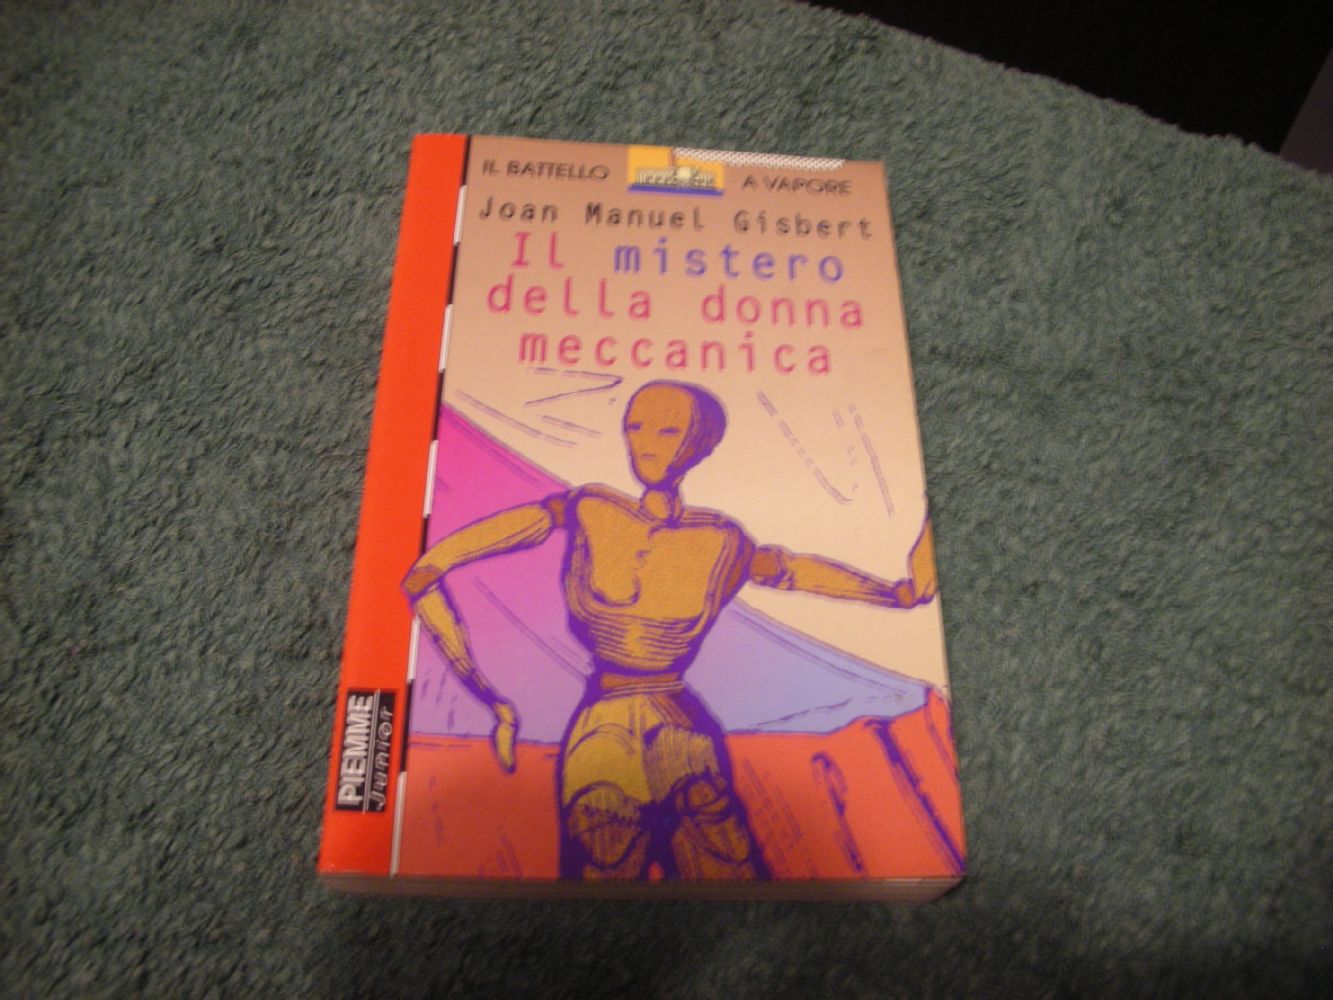 IL BATTELLO A VAPORE
Joan Manuel Gisbert
Il mistero
della donna
meccanica
PIEMME
Junior